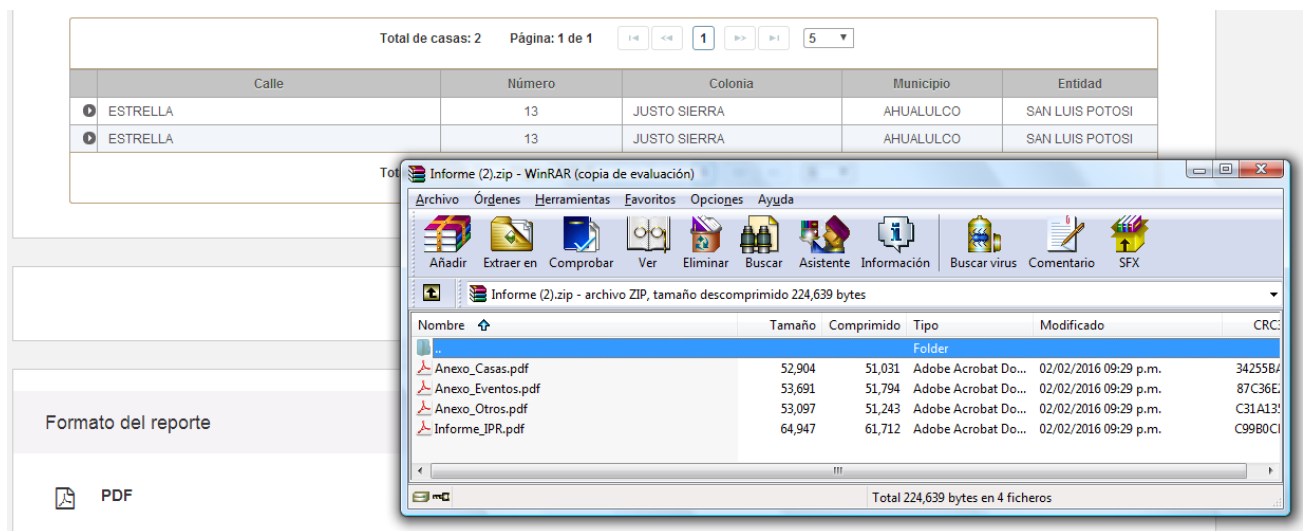 Total de casas: 2 Página: 1 de 1 1 5
Calle Número Colonia Municipio Entidad
ESTRELLA 13 JUSTO SIERRA AHUALULCO SAN LUIS POTOSI
ESTRELLA 13 JUSTO SIERRA AHUALULCO SAN LUIS POTOSI
Informe (2).zip - WinRAR (copia de evaluación)
Archivo Órdenes Herramientas Favoritos Opciones Ayuda
Añadir Extraer en Comprobar Ver Eliminar Buscar Asistente Información Buscar virus Comentario SFX
Informe (2).zip - archivo ZIP, tamaño descomprimido 224,639 bytes
Nombre Tamaño Comprimido Tipo Modificado
.. Folder
Anexo_Casas.pdf 52,904 51,031 Adobe Acrobat Do... 02/02/2016 09:29 p.m.
Anexo_Eventos.pdf 53,691 51,794 Adobe Acrobat Do... 02/02/2016 09:29 p.m.
Anexo_Otros.pdf 53,097 51,243 Adobe Acrobat Do... 02/02/2016 09:29 p.m.
Informe_IPR.pdf 64,947 61,712 Adobe Acrobat Do... 02/02/2016 09:29 p.m.
Total 224,639 bytes en 4 ficheros
Formato del reporte
PDF